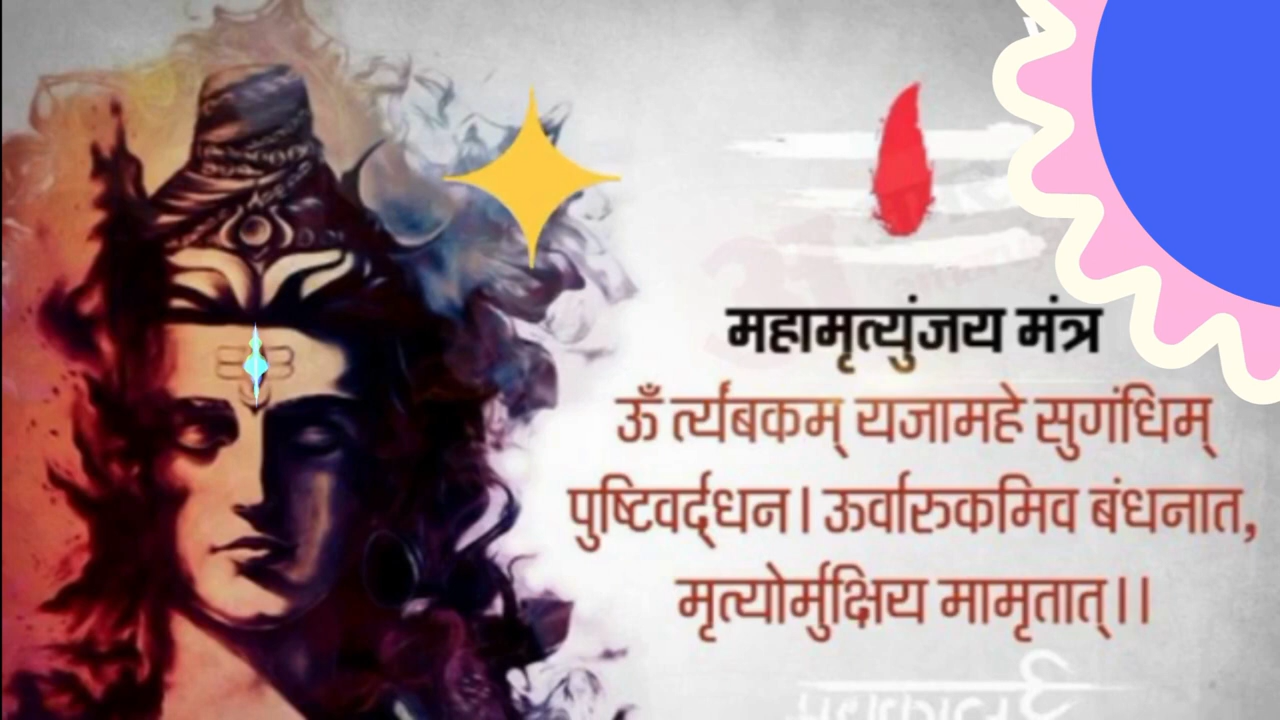 महामृत्युंजय मंत्र
ॐ र्त्यंबकम् यजामहे सुगंधिम्
पुष्टिवर्द्धन। ऊर्वारुकमिव बंधनात,
मृत्योर्मुक्षिय मामृतात्।।